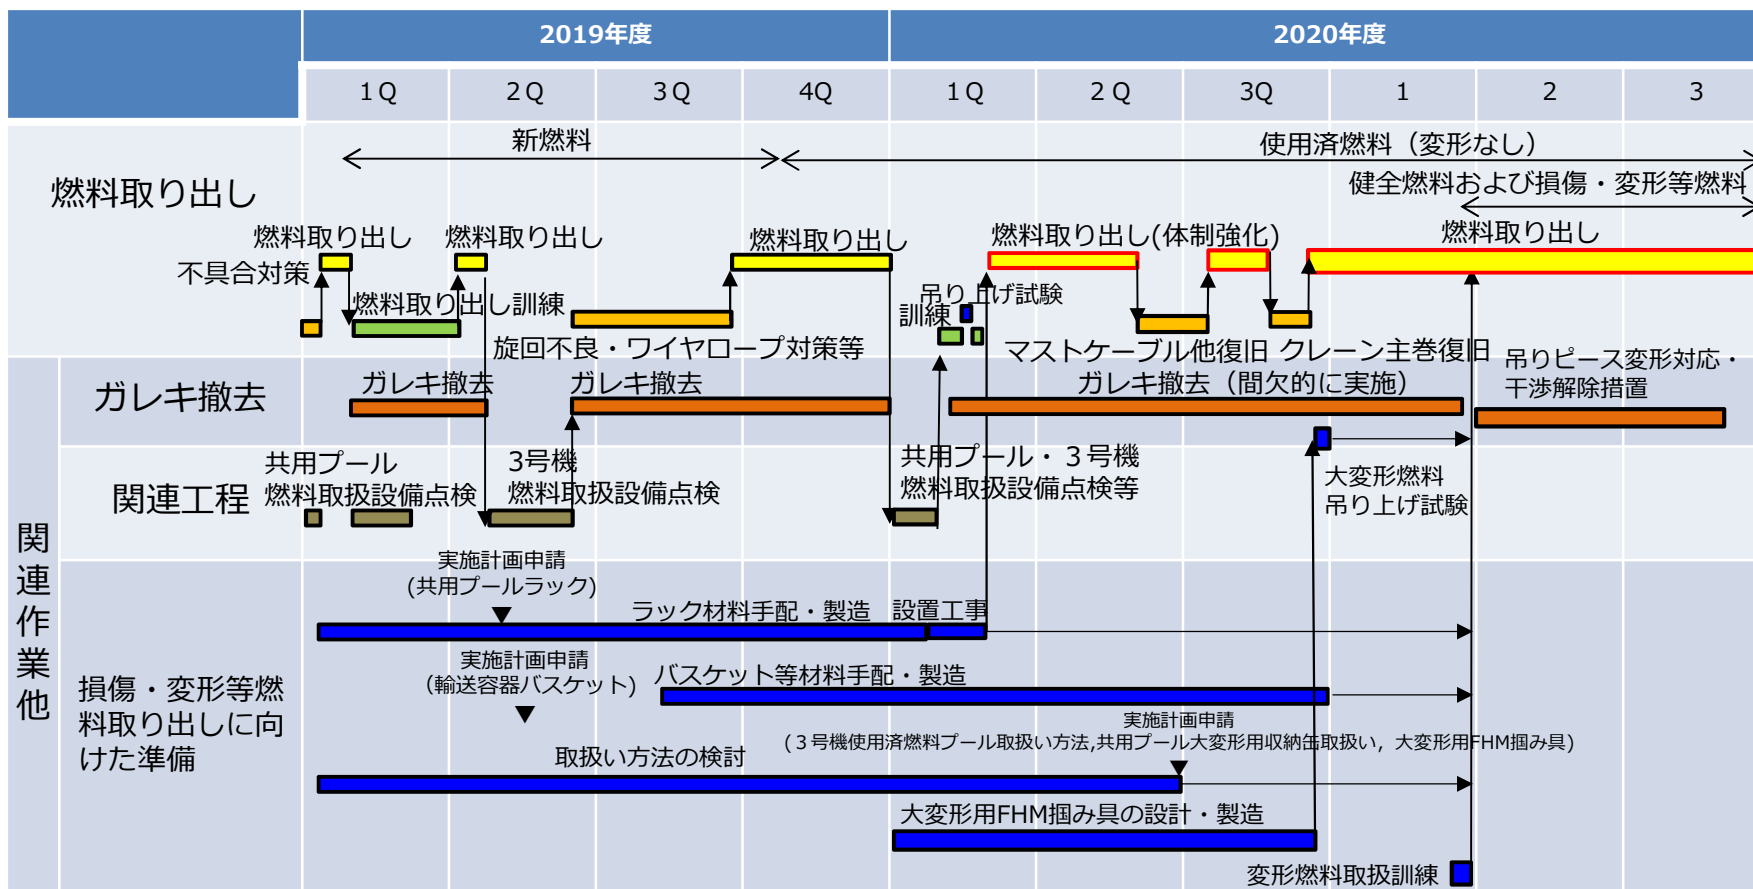 2019年度
2020年度
１Ｑ
２Ｑ
３Ｑ
4Q
１Ｑ
２Ｑ
3Q
1
2
3
燃料取り出し
新燃料
使用済燃料（変形なし）
健全燃料および損傷・変形等燃料
燃料取り出し
燃料取り出し
燃料取り出し
燃料取り出し(体制強化)
燃料取り出し
不具合対策
燃料取り出し訓練
吊り上げ試験
訓練
旋回不良・ワイヤロープ対策等
マストケーブル他復旧
クレーン主巻復旧
関連作業他
ガレキ撤去
ガレキ撤去
ガレキ撤去
ガレキ撤去（間欠的に実施）
吊りピース変形対応・
干渉解除措置
関連工程
共用プール
燃料取扱設備点検
3号機
燃料取扱設備点検
共用プール・３号機
燃料取扱設備点検等
大変形燃料
吊り上げ試験
損傷・変形等燃
料取り出しに向
けた準備
実施計画申請
(共用プールラック)
ラック材料手配・製造
設置工事
実施計画申請
(輸送容器バスケット)
バスケット等材料手配・製造
実施計画申請
(３号機使用済燃料プール取扱い方法,共用プール大変形用収納缶取扱い，大変形用FHM掴み具)
取扱い方法の検討
大変形用FHM掴み具の設計・製造
変形燃料取扱訓練